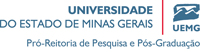 UNIVERSIDADE
DO ESTADO DE MINAS GERAIS
UEMG
Pró-Reitoria de Pesquisa e Pós-Graduação